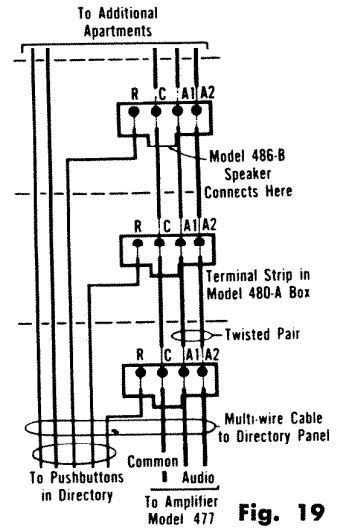 To Additional
Apartments
R C A1 A2
Model 486-B
Speaker
Connects Here
R C A1 A2
Terminal Strip in
Model 480-A Box
Twisted Pair
R C A1 A2
Multi-wire Cable
to Directory Panel
Common
To Pushbuttons
in Directory
Audio
To Amplifier
Model 477
Fig. 19